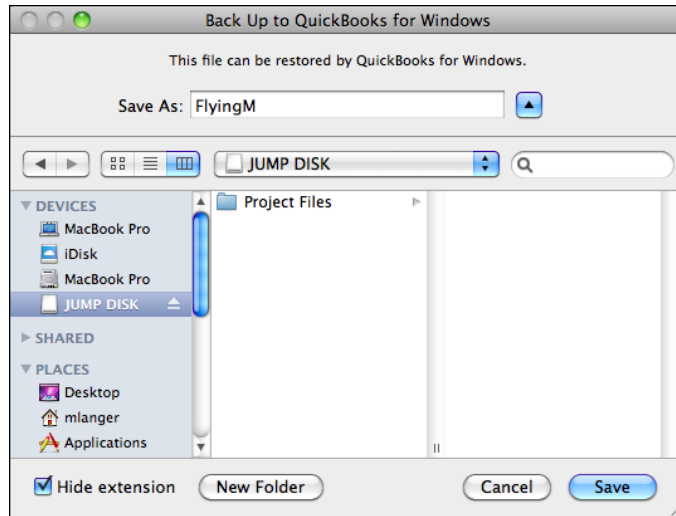 Back Up to QuickBooks for Windows
This file can be restored by QuickBooks for Windows.
Save As: FlyingM
JUMP DISK
DEVICES
MacBook Pro
iDisk
MacBook Pro
JUMP DISK
SHARED
PLACES
Desktop
mlanger
Applications
Project Files
Hide extension
New Folder
Cancel
Save